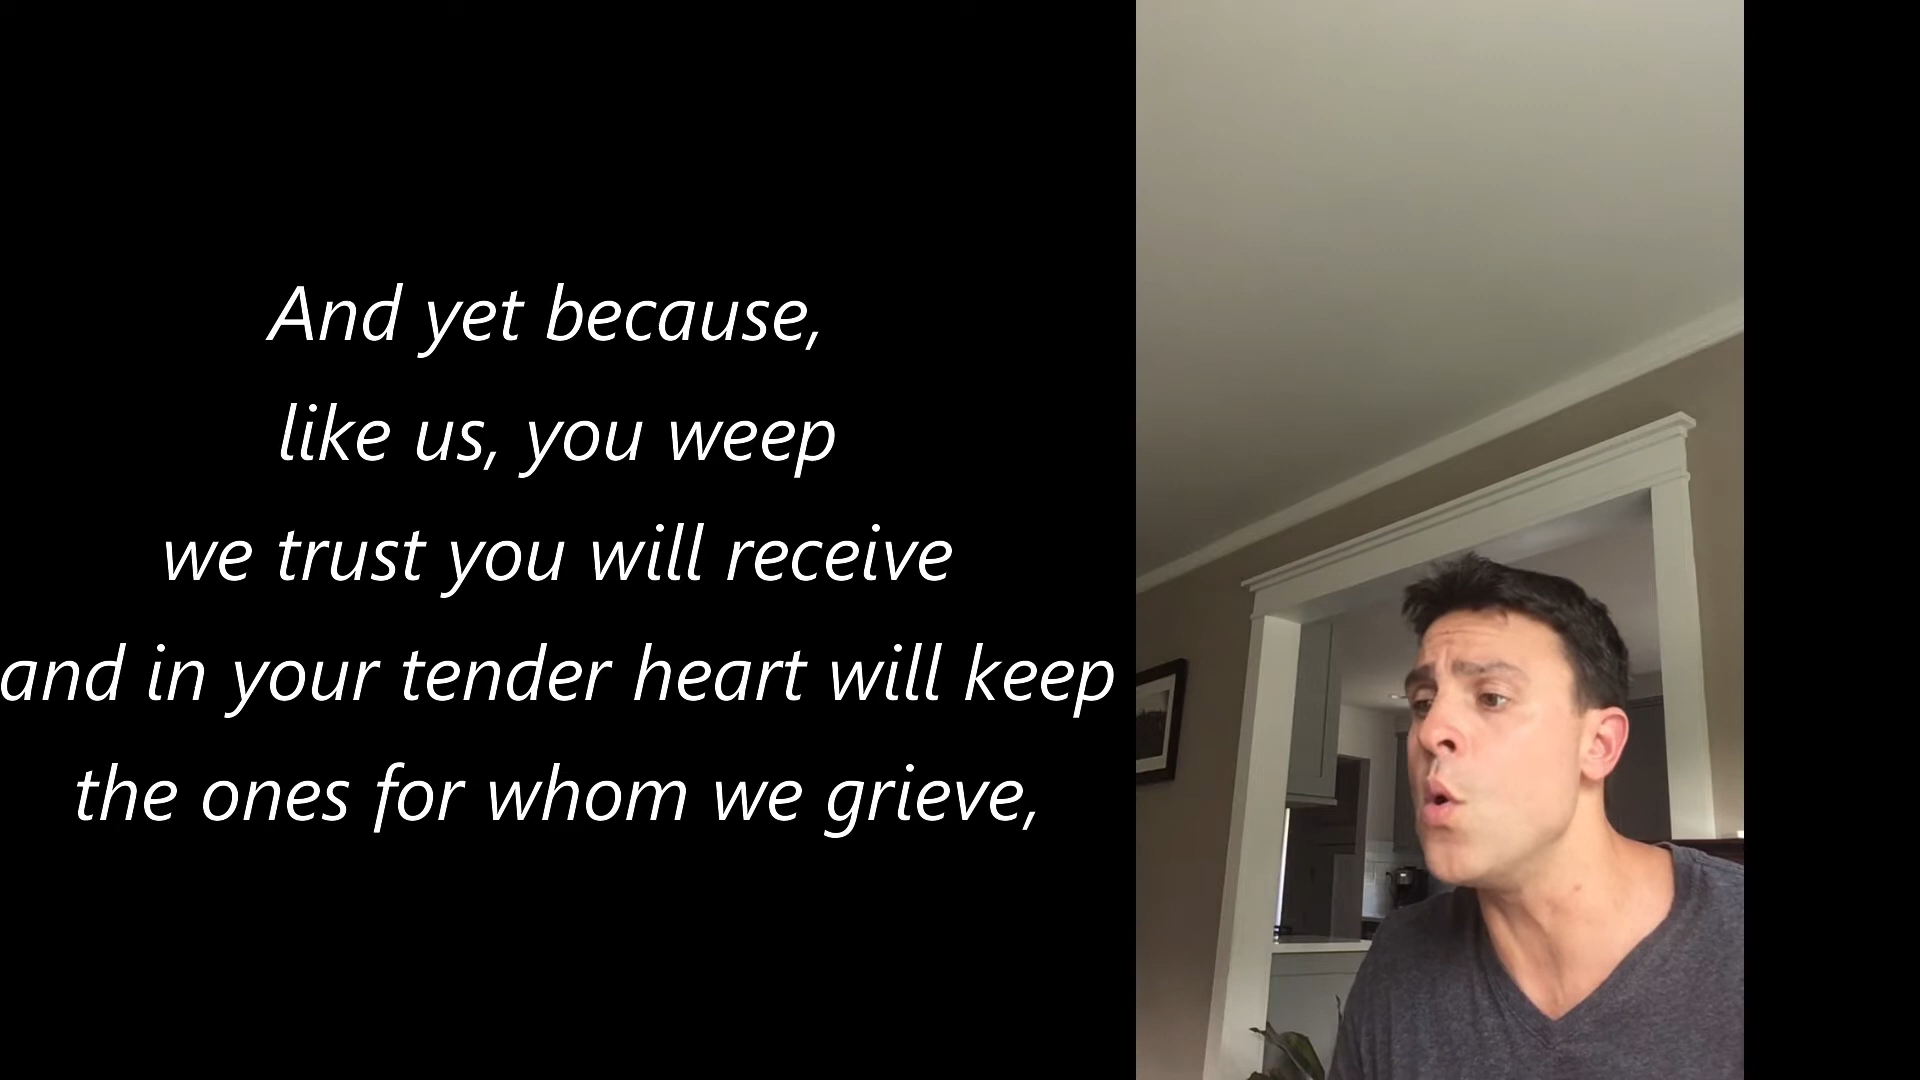 And yet because,
like us, you weep
we trust you will receive
and in your tender heart will keep
the ones for whom we grieve,